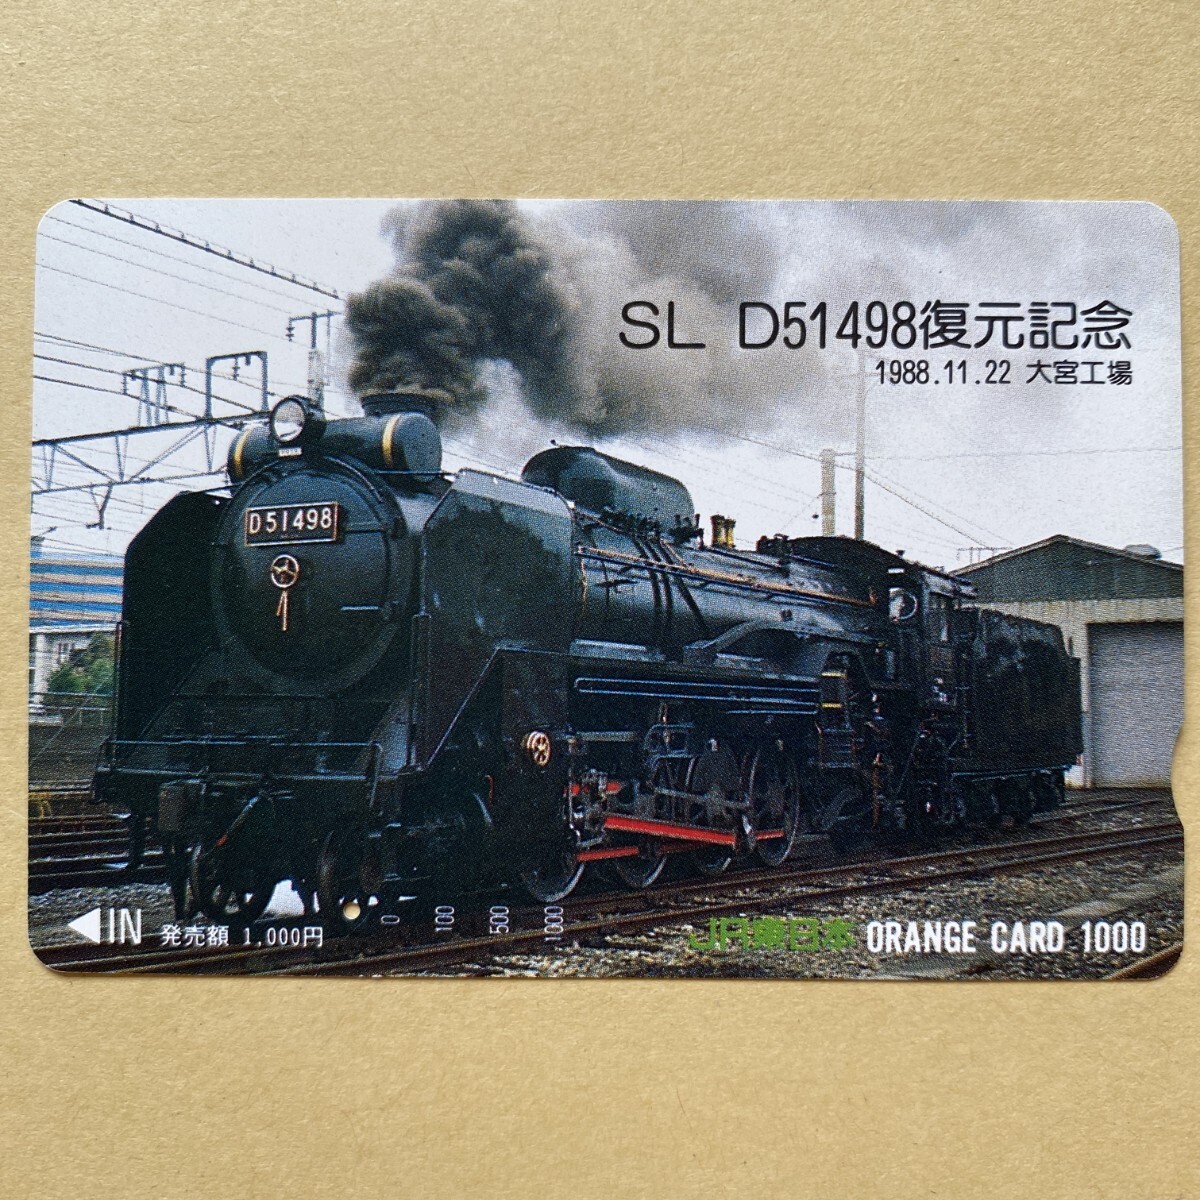 SL D51498復元記念
1988.11.22 大宮工場
D51498
IN 発売額 1,000円
0 100 500 1000
JR東日本 ORANGE CARD 1000